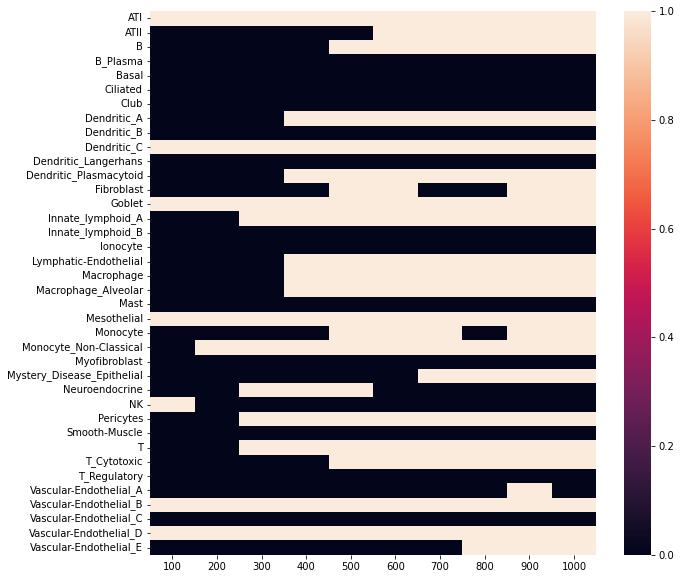 ATI
ATII
B
B_Plasma
Basal
Ciliated
Club
Dendritic_A
Dendritic_B
Dendritic_C
Dendritic_Langerhans
Dendritic_Plasmacytoid
Fibroblast
Goblet
Innate_lymphoid_A
Innate_lymphoid_B
Ionocyte
Lymphatic-Endothelial
Macrophage
Macrophage_Alveolar
Mast
Mesothelial
Monocyte
Monocyte_Non-Classical
Myofibroblast
Mystery_Disease_Epithelial
Neuroendocrine
NK
Pericytes
Smooth-Muscle
T
T_Cytotoxic
T_Regulatory
Vascular-Endothelial_A
Vascular-Endothelial_B
Vascular-Endothelial_C
Vascular-Endothelial_D
Vascular-Endothelial_E
100 200 300 400 500 600 700 800 900 1000
1.0
0.8
0.6
0.4
0.2
0.0